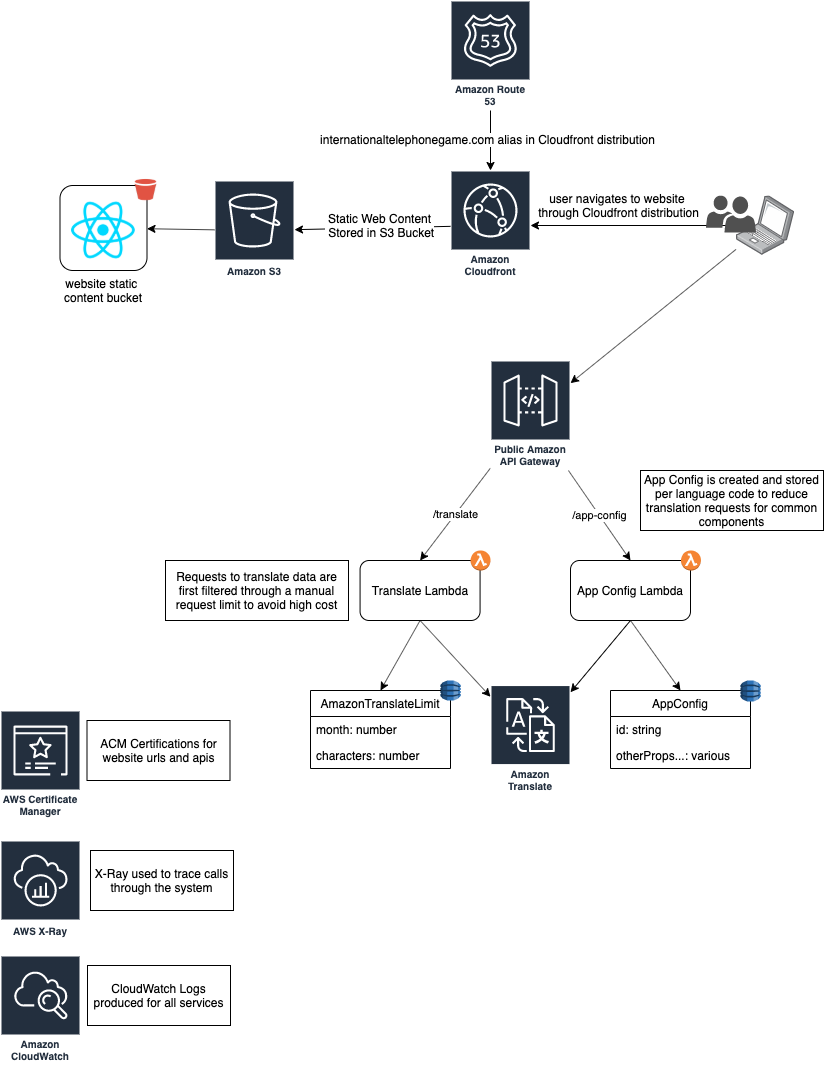 53
Amazon Route
53
internationaltelephonegame.com alias in Cloudfront distribution
user navigates to website
through Cloudfront distribution
Static Web Content
Stored in S3 Bucket
Amazon S3
Amazon
Cloudfront
website static
content bucket
</>
Public Amazon
API Gateway
/translate
/app-config
App Config is created and stored
per language code to reduce
translation requests for common
components
Requests to translate data are
first filtered through a manual
request limit to avoid high cost
Translate Lambda
λ
App Config Lambda
λ
AmazonTranslateLimit
month: number
characters: number
A
文
Amazon
Translate
AppConfig
id: string
otherProps...: various
AWS Certificate
Manager
ACM Certifications for
website urls and apis
AWS X-Ray
X-Ray used to trace calls
through the system
Amazon
CloudWatch
CloudWatch Logs
produced for all services